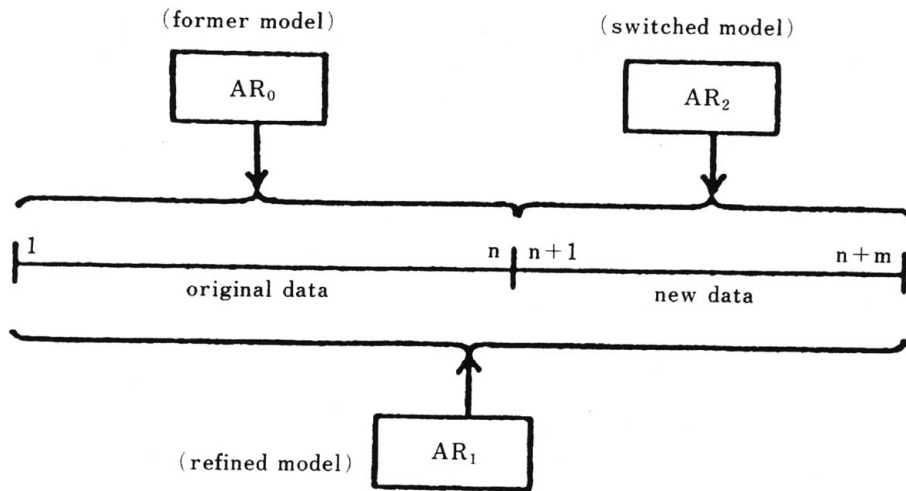 (former model)
(switched model)
AR₀
AR₂
1
n
n+1
n+m
original data
new data
(refined model)
AR₁